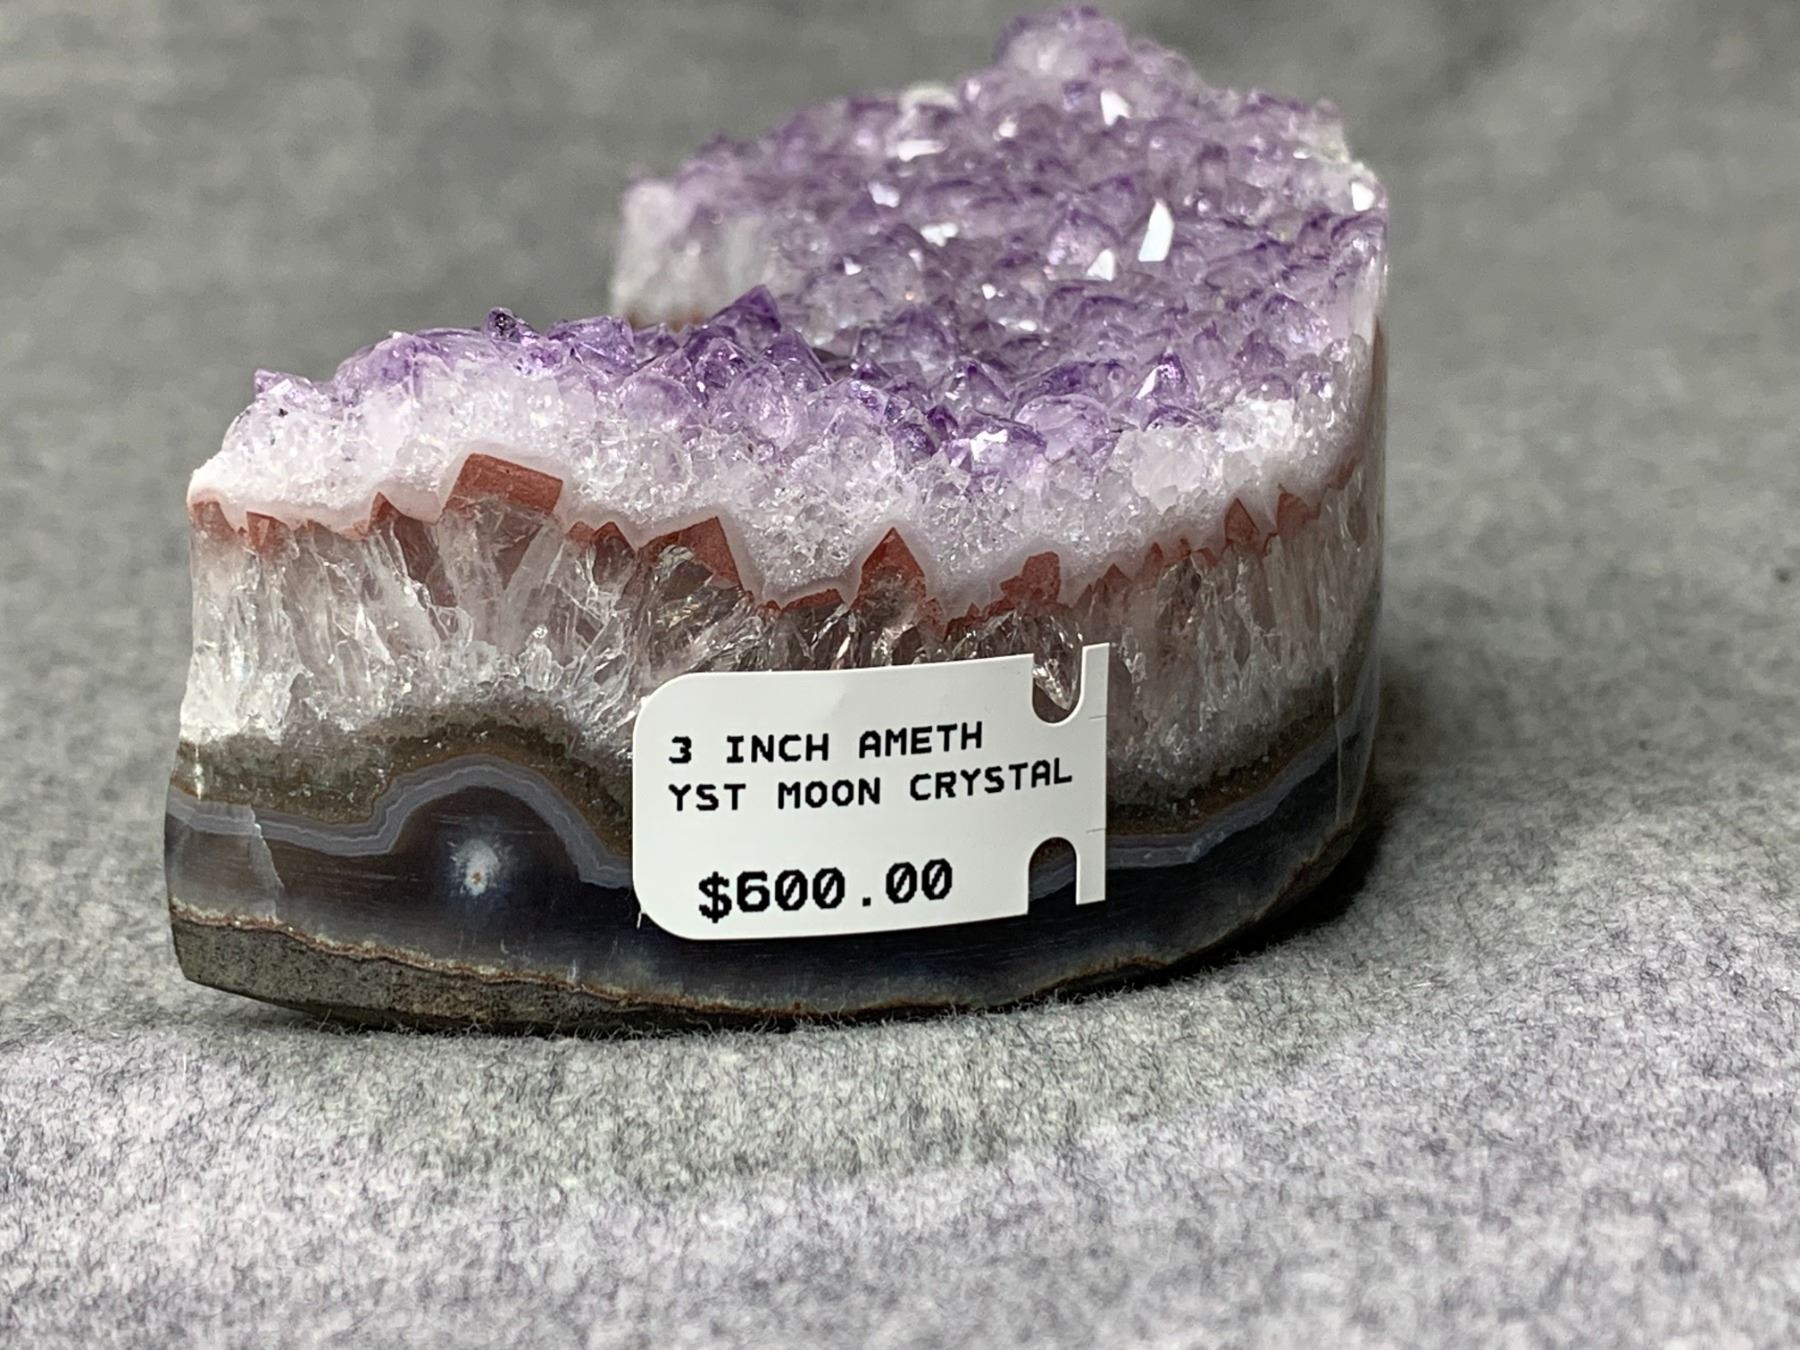 3 INCH AMETH
YST MOON CRYSTAL
$600.00